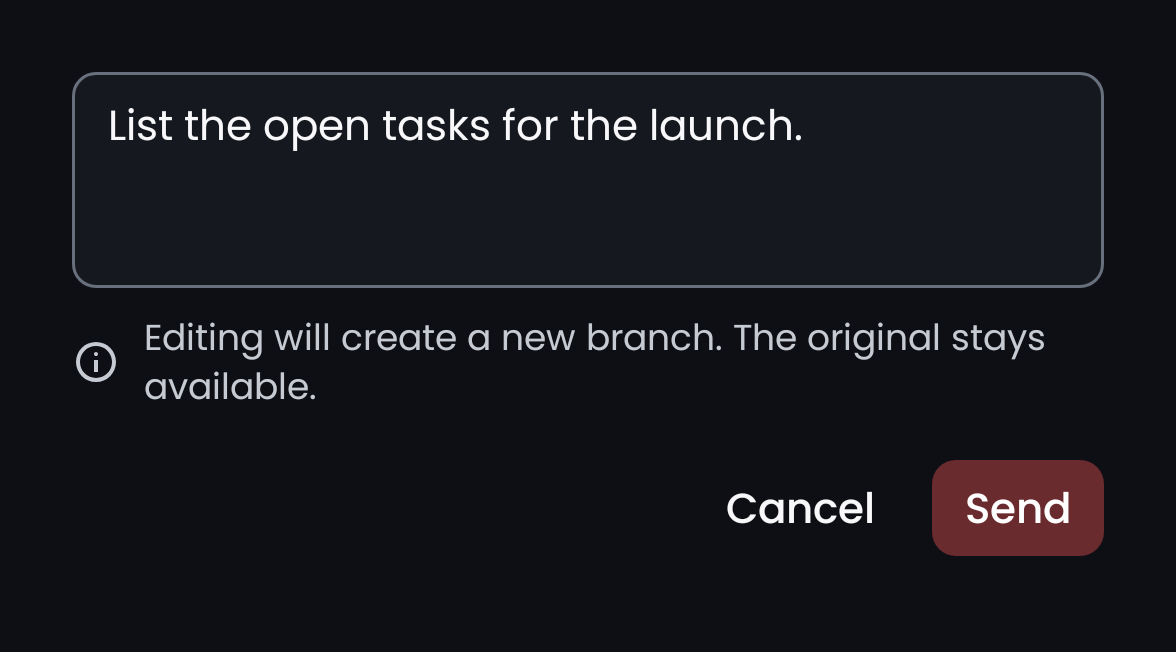 List the open tasks for the launch.
Editing will create a new branch. The original stays
available.
Cancel
Send